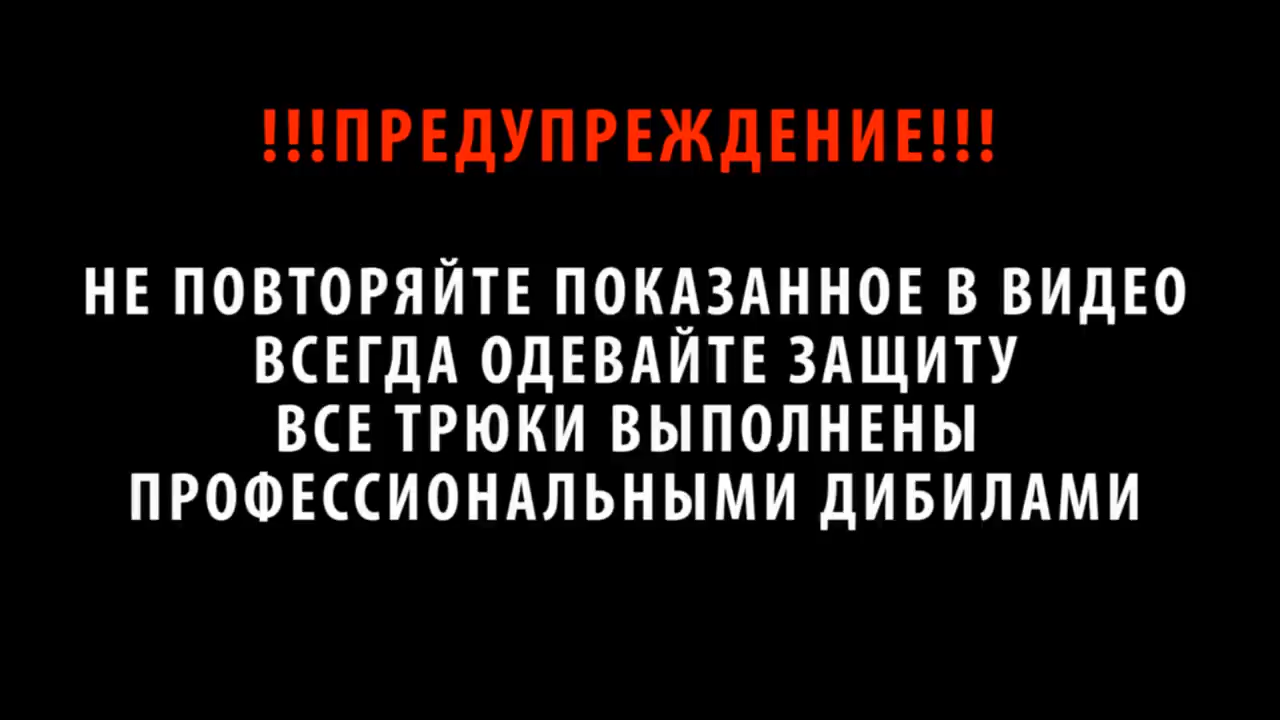 !!!ПРЕДУПРЕЖДЕНИЕ!!!
НЕ ПОВТОРЯЙТЕ ПОКАЗАННОЕ В ВИДЕО
ВСЕГДА ОДЕВАЙТЕ ЗАЩИТУ
ВСЕ ТРЮКИ ВЫПОЛНЕНЫ
ПРОФЕССИОНАЛЬНЫМИ ДИБИЛАМИ